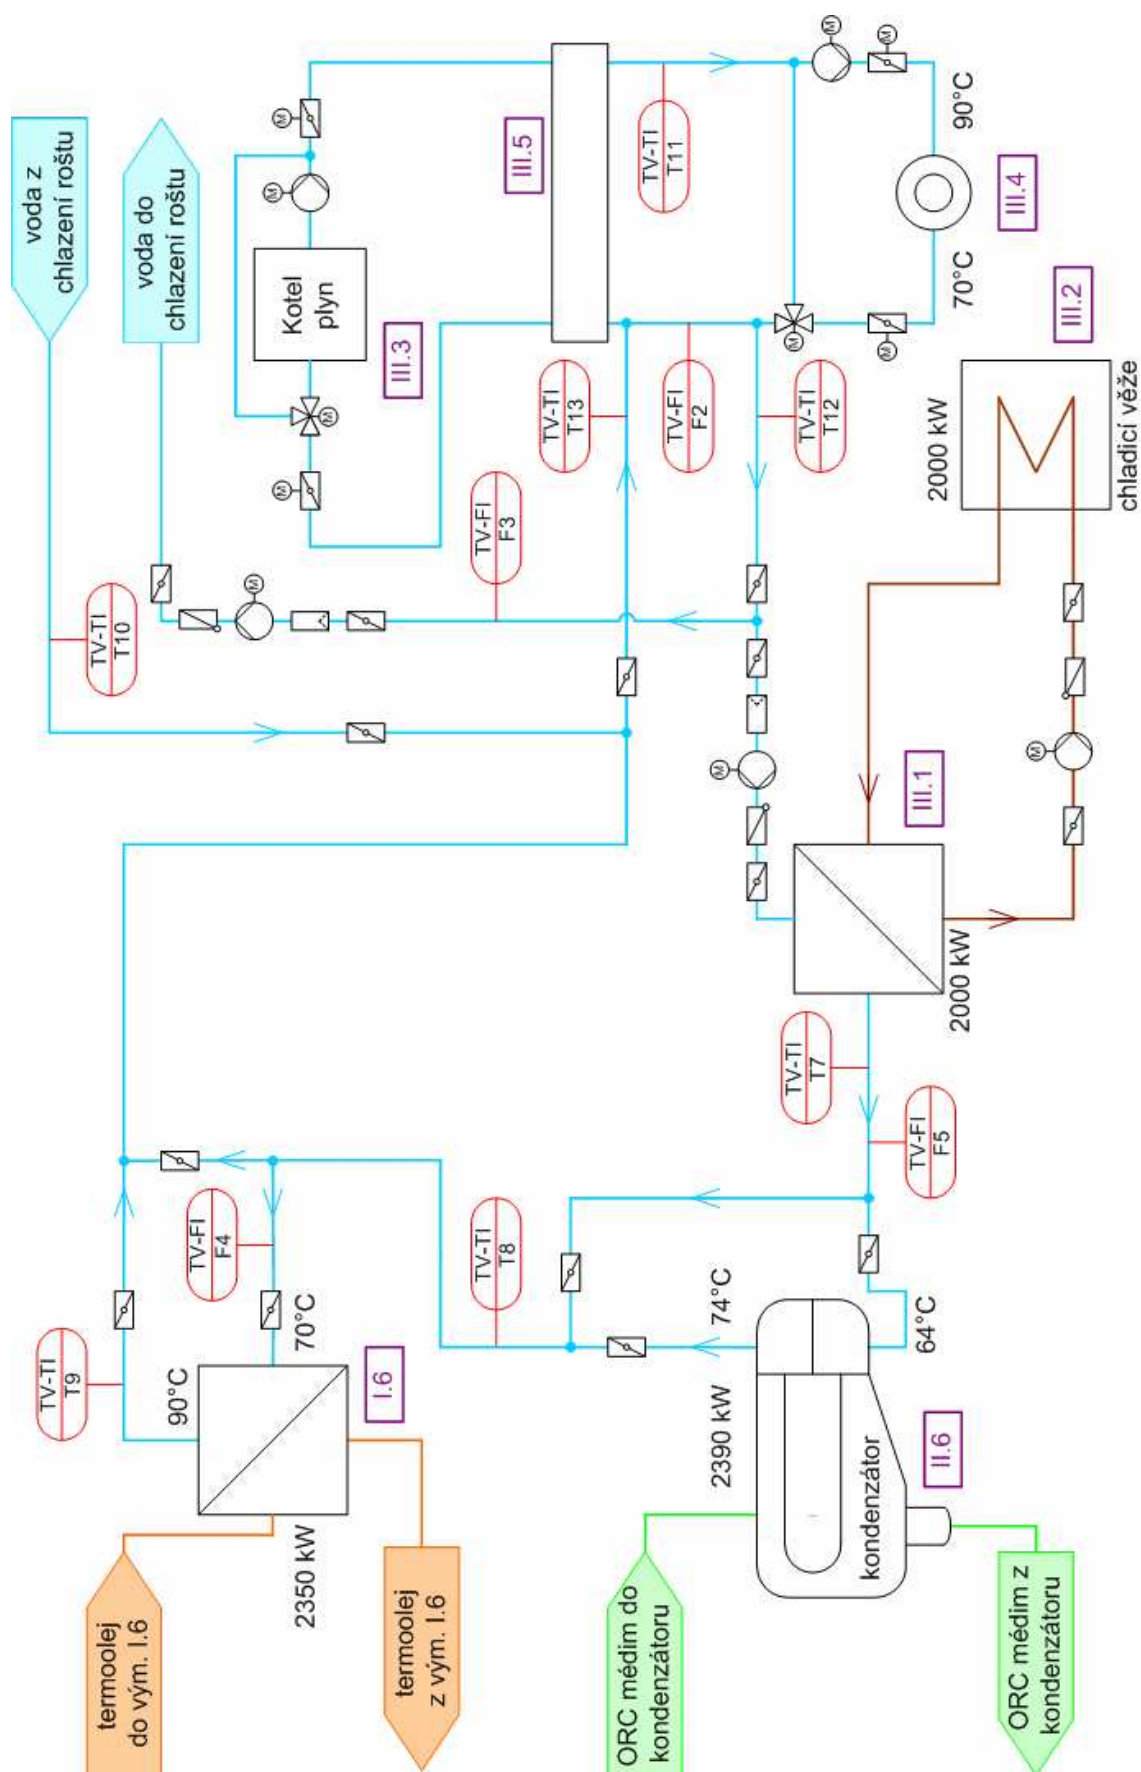 voda z
chlazení roštu
TV-TI
T9
termoolej
do vým. I.6
TV-TI
T10
voda do
chlazení roštu
90°C
TV-FI
F4
M
M
M
M
M
Kotel
plyn
2350 kW
70°C
I.6
III.3
termoolej
z vým. I.6
TV-TI
T8
TV-FI
F3
III.5
TV-TI
T13
ORC médim do
kondenzátoru
TV-FI
F2
TV-TI
T11
2390 kW
74°C
M
TV-TI
T7
TV-TI
T12
M
M
kondenzátor
64°C
TV-FI
F5
III.1
M
M
II.6
2000 kW
2000 kW
70°C
90°C
III.4
ORC médim z
kondenzátoru
M
III.2
chladicí věže